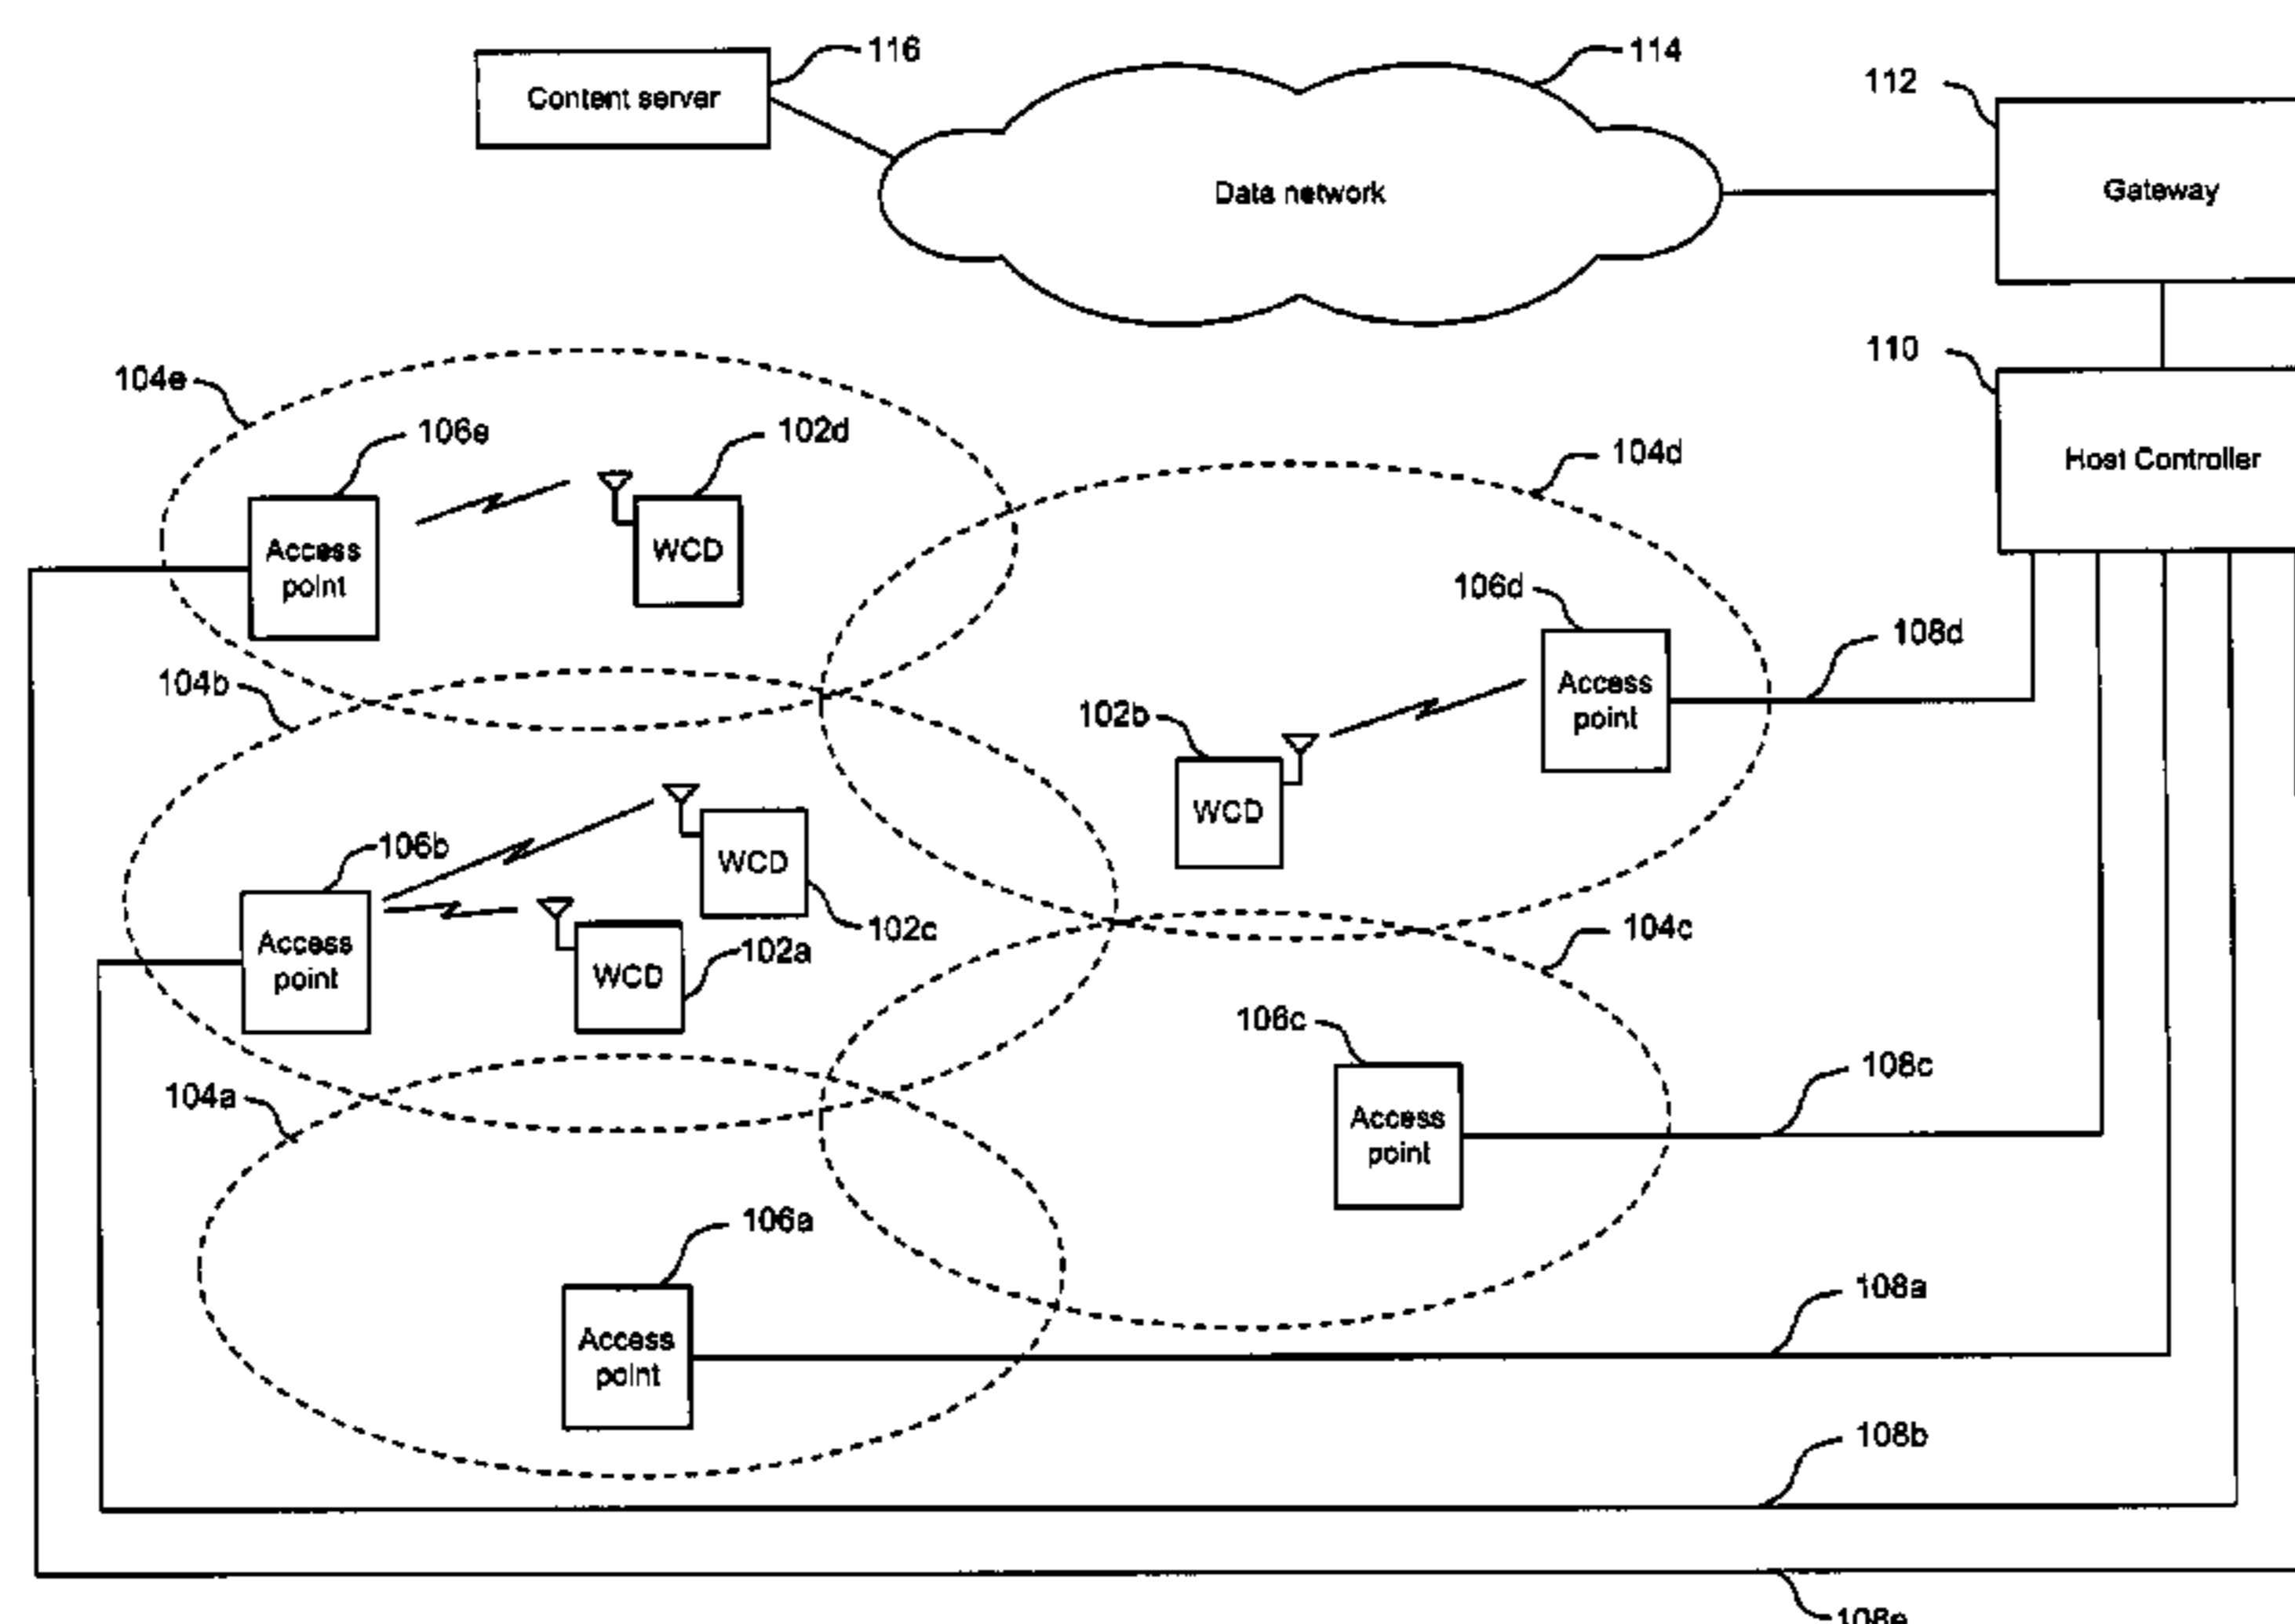 116
114
112
Content server
Data network
Gateway
110
104e
106e
102d
104d
Host Controller
Access
point
WCD
106d
108d
104b
102b
Access
point
WCD
106b
WCD
102c
104c
Access
point
WCD
102a
106c
108c
104a
Access
point
106a
108a
Access
point
108b
108e